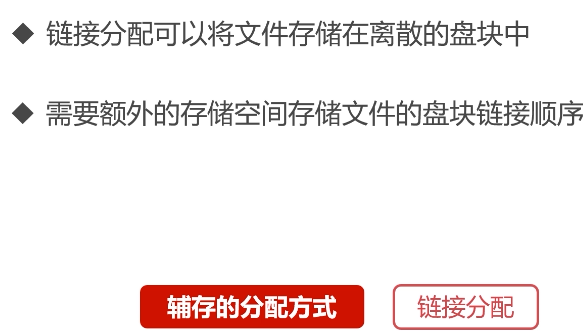 ◆ 链接分配可以将文件存储在离散的盘块中
◆ 需要额外的存储空间存储文件的盘块链接顺序
辅存的分配方式
链接分配